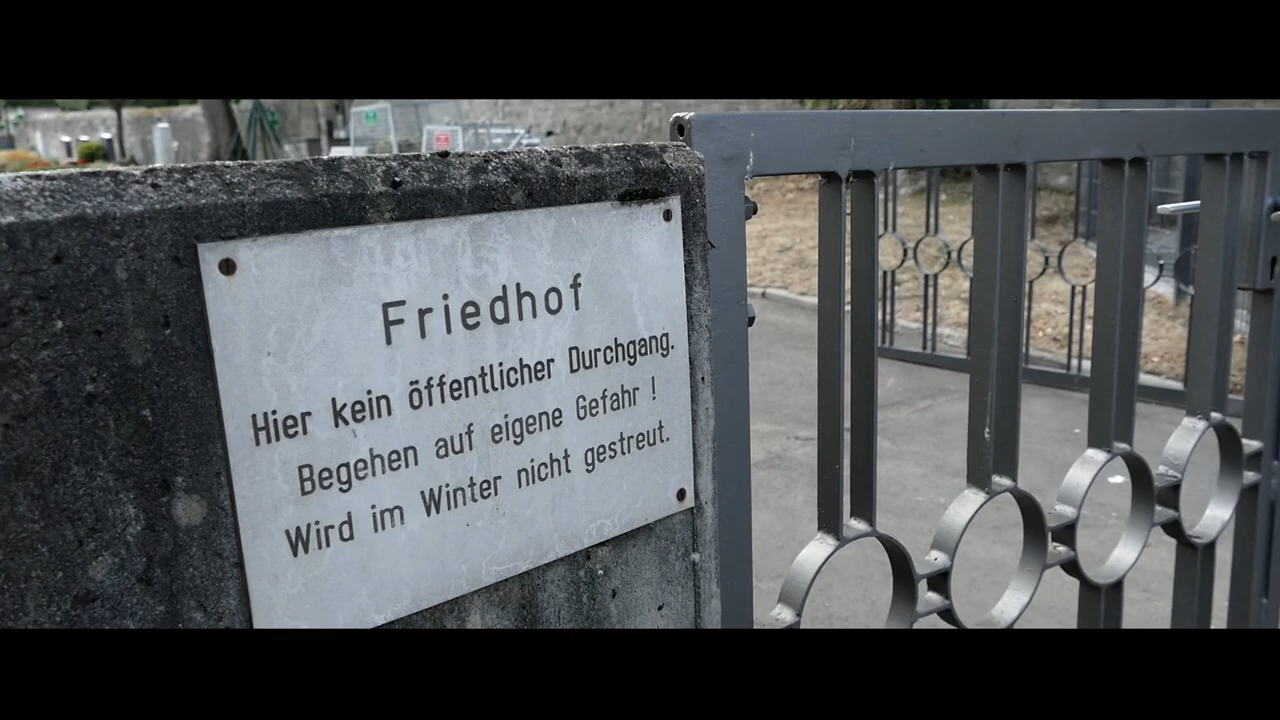 Friedhof
Hier kein öffentlicher Durchgang.
Begehen auf eigene Gefahr !
Wird im Winter nicht gestreut.